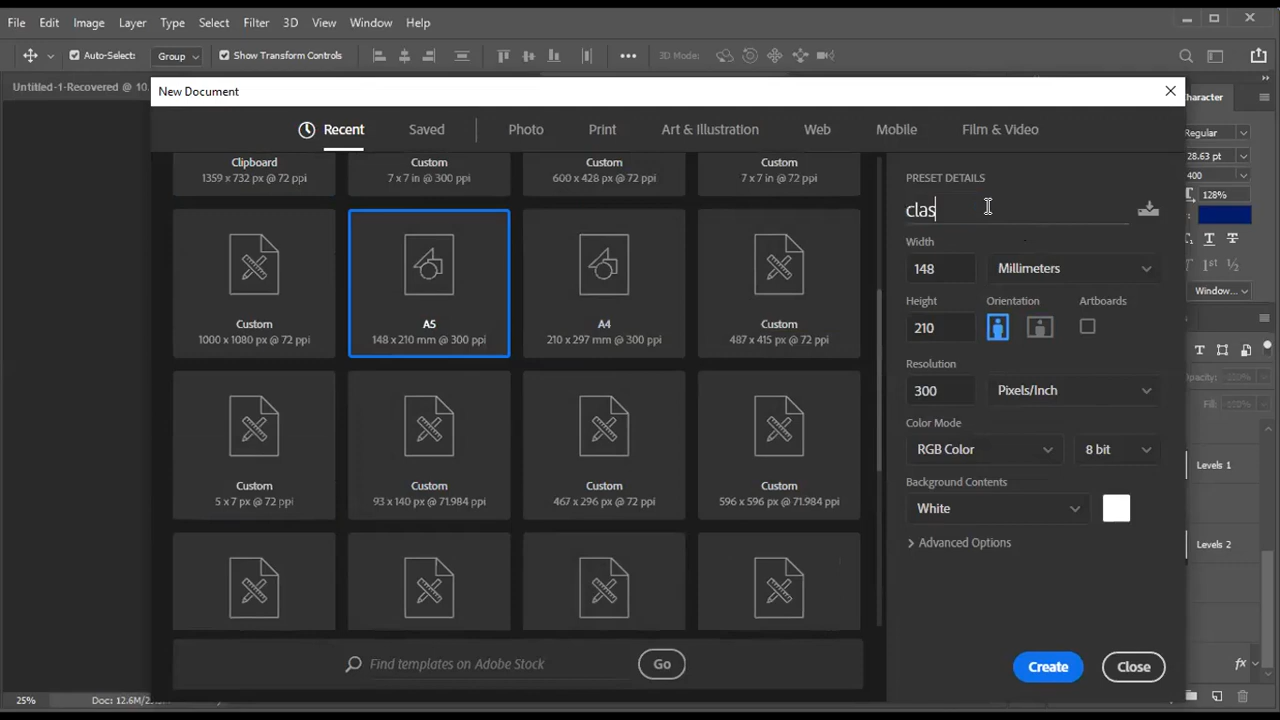 File Edit Image Layer Type Select Filter 3D View Window Help
Auto-Select: Group Show Transform Controls 3D Mode:
Untitled-1-Recovered @ 10.
New Document
Recent Saved Photo Print Art & Illustration Web Mobile Film & Video
Clipboard
1359 x 732 px @ 72 ppi
Custom
7 x 7 in @ 300 ppi
Custom
600 x 428 px @ 72 ppi
Custom
7 x 7 in @ 72 ppi
Custom
1000 x 1080 px @ 72 ppi
A5
148 x 210 mm @ 300 ppi
A4
210 x 297 mm @ 300 ppi
Custom
487 x 415 px @ 72 ppi
Custom
5 x 7 px @ 72 ppi
Custom
93 x 140 px @ 71.984 ppi
Custom
467 x 296 px @ 72 ppi
Custom
596 x 596 px @ 71.984 ppi
Find templates on Adobe Stock Go
PRESET DETAILS
clas
Width
148 Millimeters
Height Orientation Artboards
210
Resolution
300 Pixels/Inch
Color Mode
RGB Color 8 bit
Background Contents
White
Advanced Options
Create Close
Character
Regular
28.63 pt
400
128%
1st ½
Window...
Opacity:
Fill:
Levels 1
Levels 2
fx
25% Doc: 12.6M/